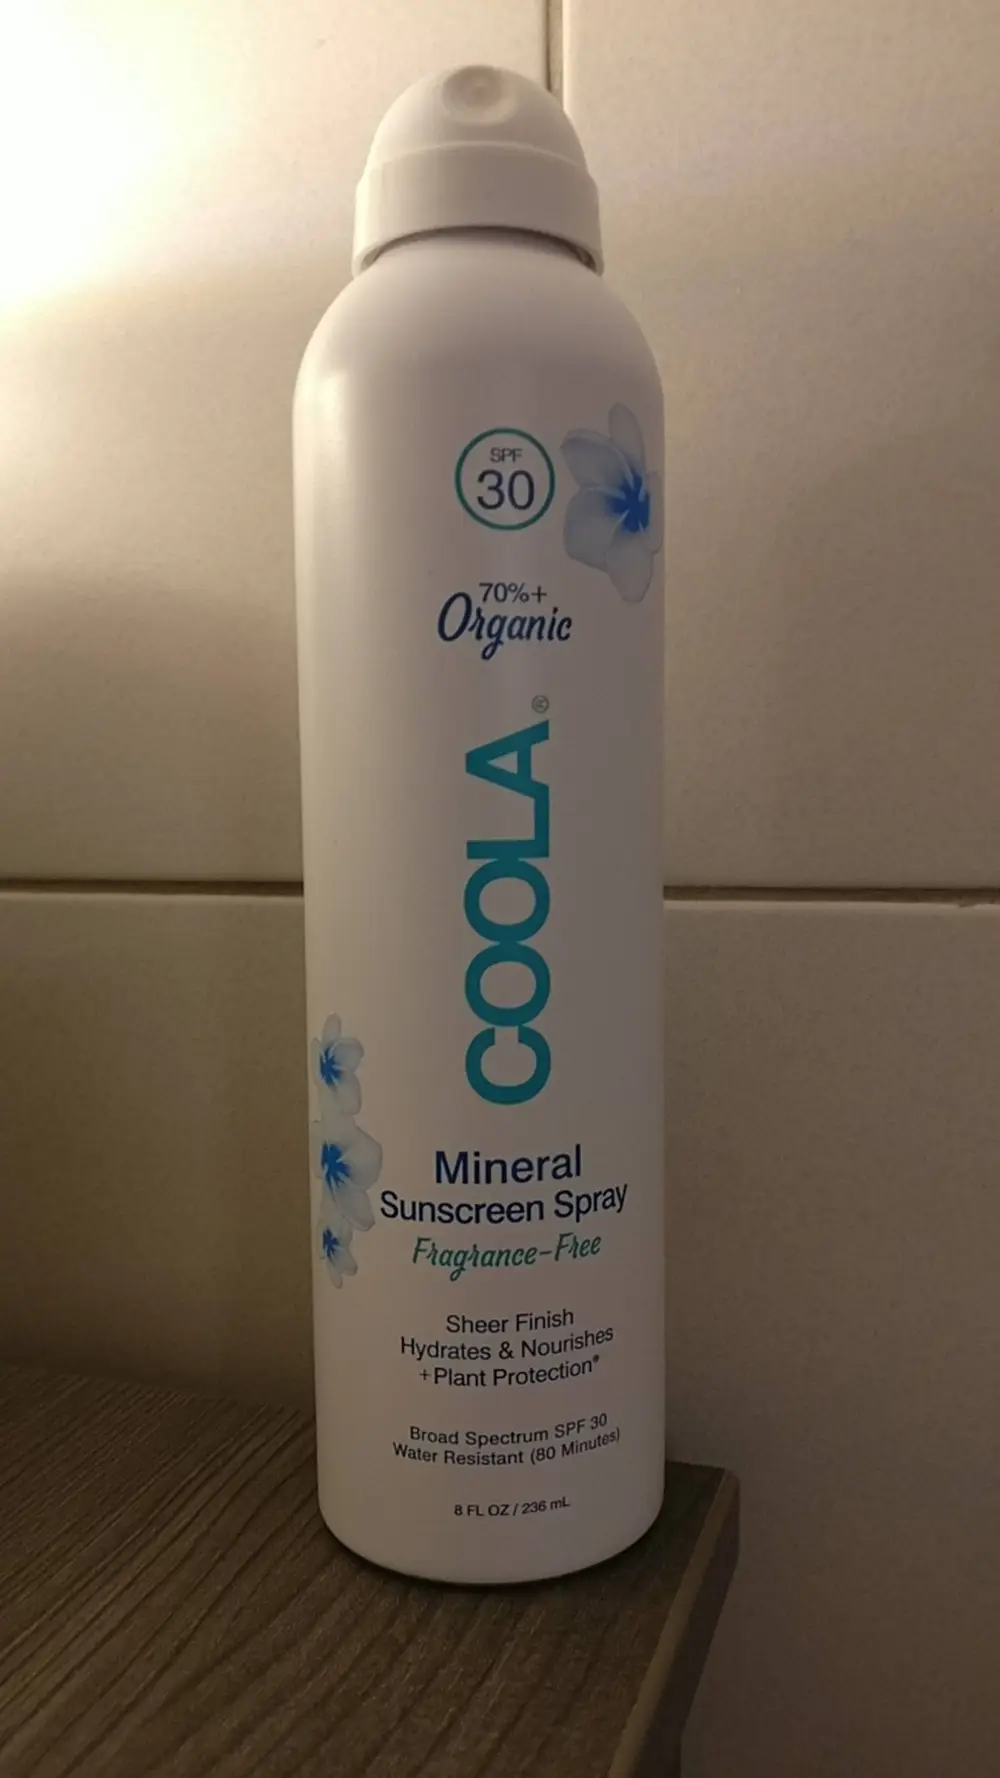 SPF
30
70%+
Organic
COOLA®
Mineral
Sunscreen Spray
Fragrance-Free
Sheer Finish
Hydrates & Nourishes
+Plant Protection®
Broad Spectrum SPF 30
Water Resistant (80 Minutes)
8 FL OZ / 236 mL